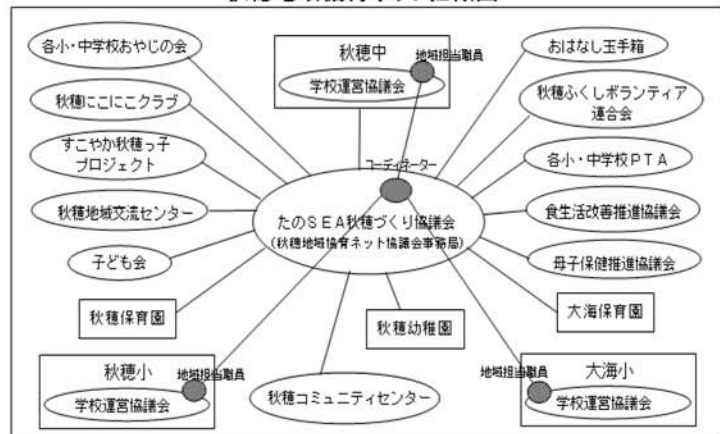 各小・中学校おやじの会
秋穂中
地域担当職員
学校運営協議会
おはなし玉手箱
秋穂にこにこクラブ
秋穂ふくしボランティア
連合会
すこやか秋穂っ子
プロジェクト
コーディネーター
各小・中学校PTA
秋穂地域交流センター
たのSEA秋穂づくり協議会
(秋穂地域協育ネット協議会事務局)
食生活改善推進協議会
子ども会
母子保健推進協議会
秋穂保育園
秋穂幼稚園
大海保育園
秋穂小
地域担当職員
学校運営協議会
秋穂コミュニティセンター
地域担当職員
大海小
学校運営協議会